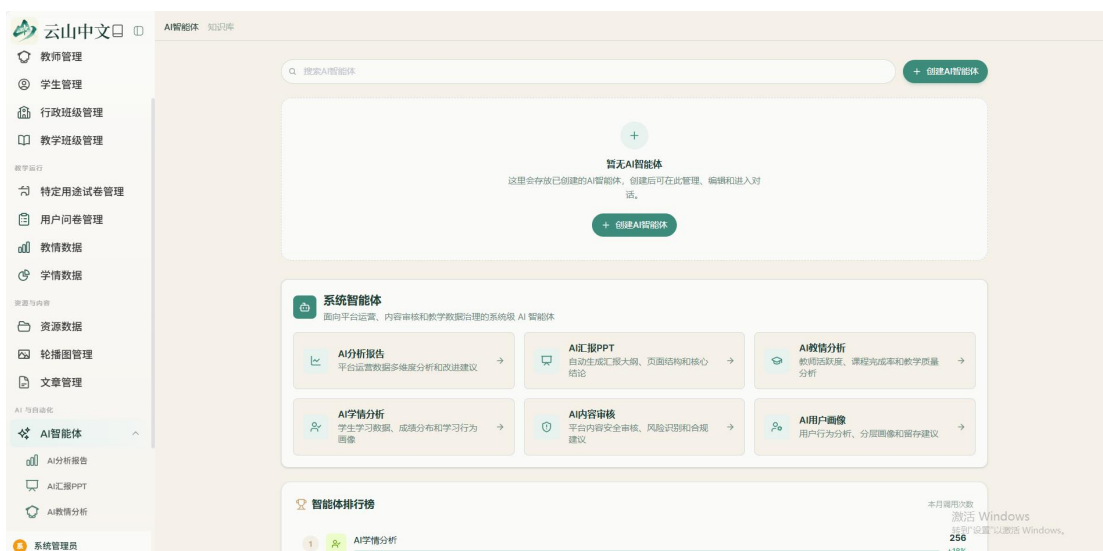 云山中文
AI智能体 知识库
教师管理
学生管理
行政班级管理
教学班级管理
教学运行
特定用途试卷管理
用户问卷管理
教情数据
学情数据
资源与内容
资源数据
轮播图管理
文章管理
AI 与自动化
AI智能体
AI分析报告
AI汇报PPT
AI教情分析
系统管理员
搜索AI智能体
+ 创建AI智能体
暂无AI智能体
这里会存放已创建的AI智能体，创建后可在此管理、编辑和进入对
话。
+ 创建AI智能体
系统智能体
面向平台运营、内容审核和教学数据治理的系统级 AI 智能体
AI分析报告
平台运营数据多维度分析和改进建议
AI汇报PPT
自动生成汇报大纲、页面结构和核心
结论
AI教情分析
教师活跃度、课程完成率和教学质量
分析
AI学情分析
学生学习数据、成绩分布和学习行为
画像
AI内容审核
平台内容安全审核、风险识别和合规
建议
AI用户画像
用户行为分析、分层画像和留存建议
智能体排行榜
本月调用次数
1 AI学情分析
256
激活 Windows
转到"设置"以激活 Windows。